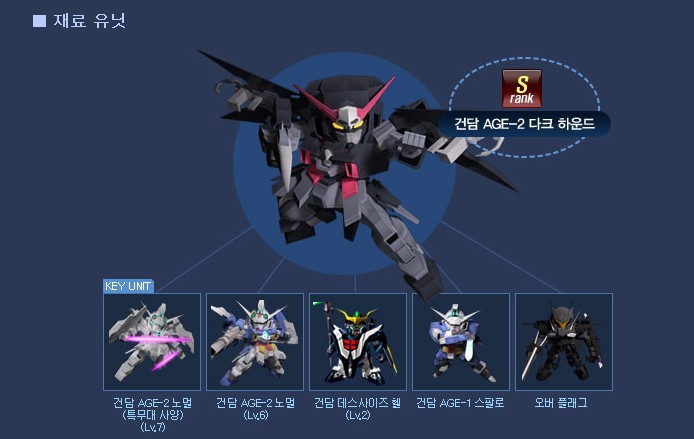 재료 유닛
S
rank
건담 AGE-2 다크 하운드
KEY UNIT
건담 AGE-2 노멀
(특무대 사양)
(Lv.7)
건담 AGE-2 노멀
(Lv.6)
건담 데스사이즈 헬
(Lv.2)
건담 AGE-1 스팔로
오버 플래그